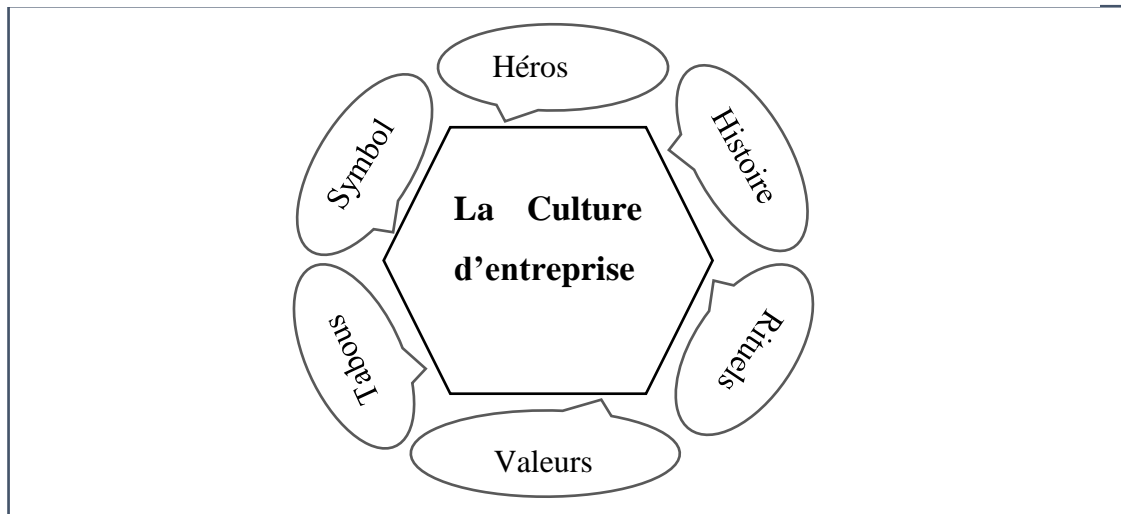 Héros
Histoire
Symbol
La Culture
d’entreprise
Rituels
Tabous
Valeurs